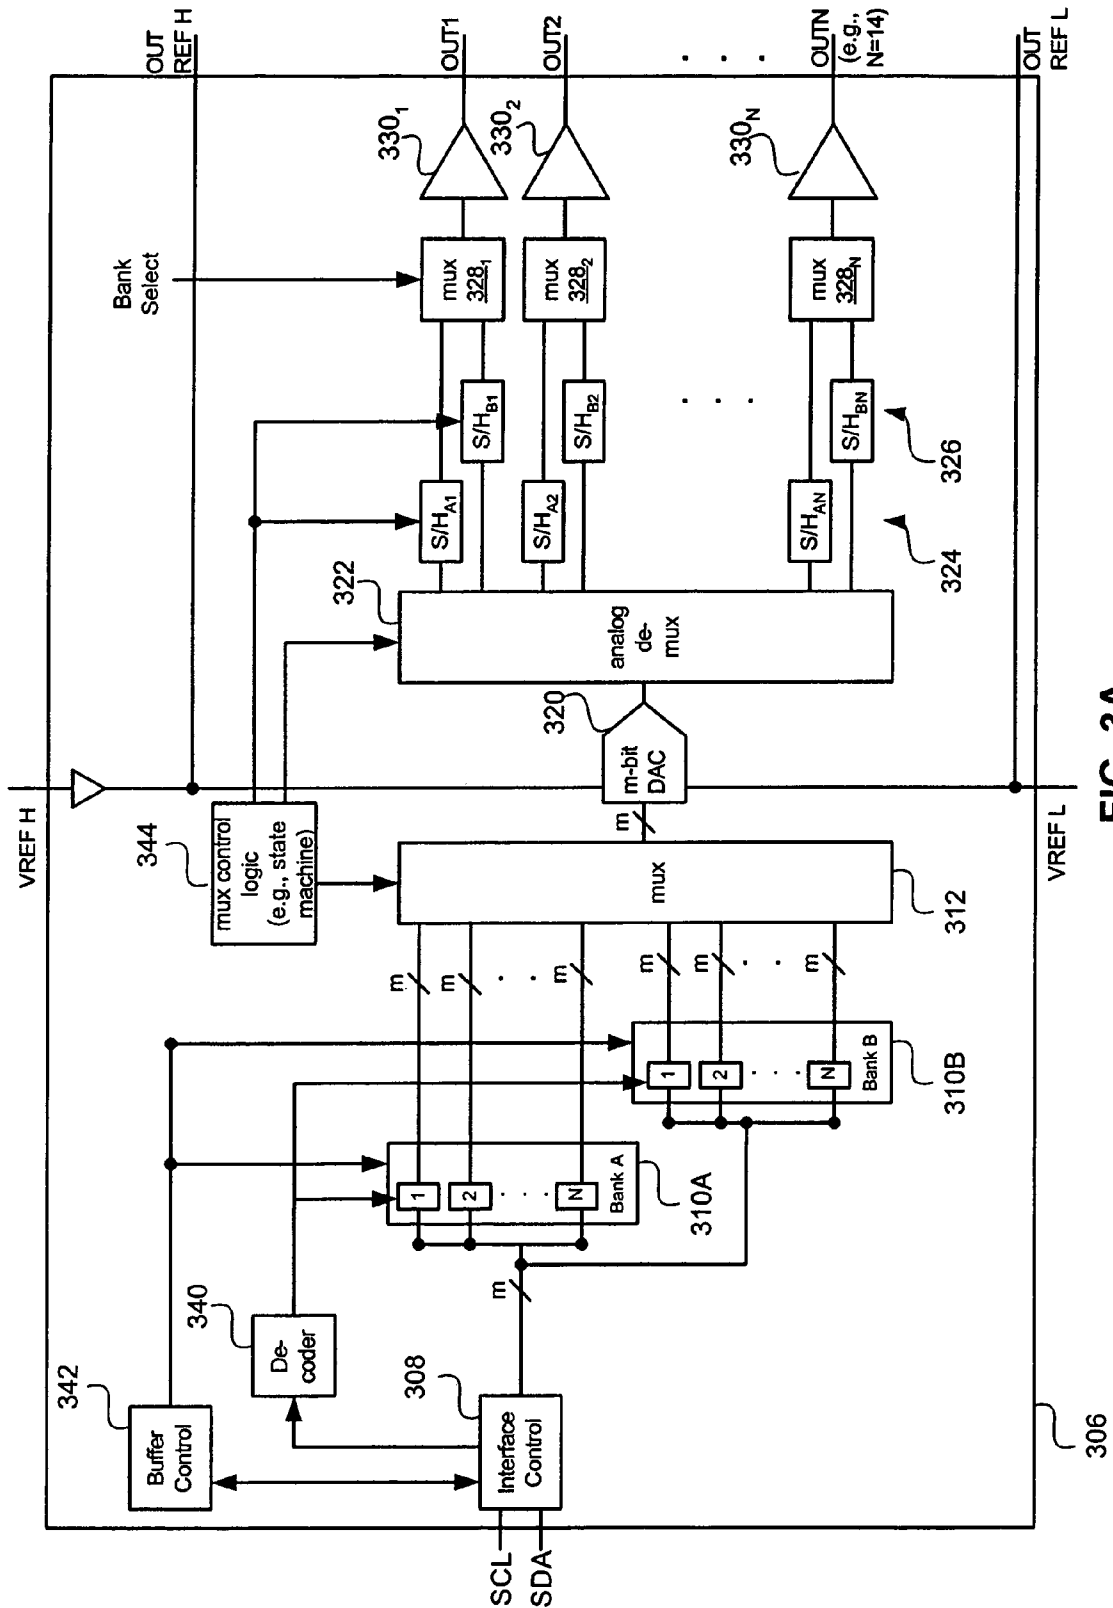 VREF H
OUT
REF H
Bank
Select
344
mux control
logic
(e.g., state
machine)
342
Buffer
Control
340
De-
coder
308
Interface
Control
SCL
SDA
m
1
2
. . .
N
Bank A
310A
1
2
. . .
N
Bank B
310B
m
m
. . .
m
m
m
. . .
m
mux
312
m
m-bit
DAC
320
322
analog
de-
mux
S/HA1
S/HB1
S/HA2
S/HB2
. . .
S/HAN
S/HBN
324
326
mux
3281
mux
3282
mux
328N
3301
3302
330N
OUT1
OUT2
. . .
OUTN
(e.g.,
N=14)
VREF L
OUT
REF L
306